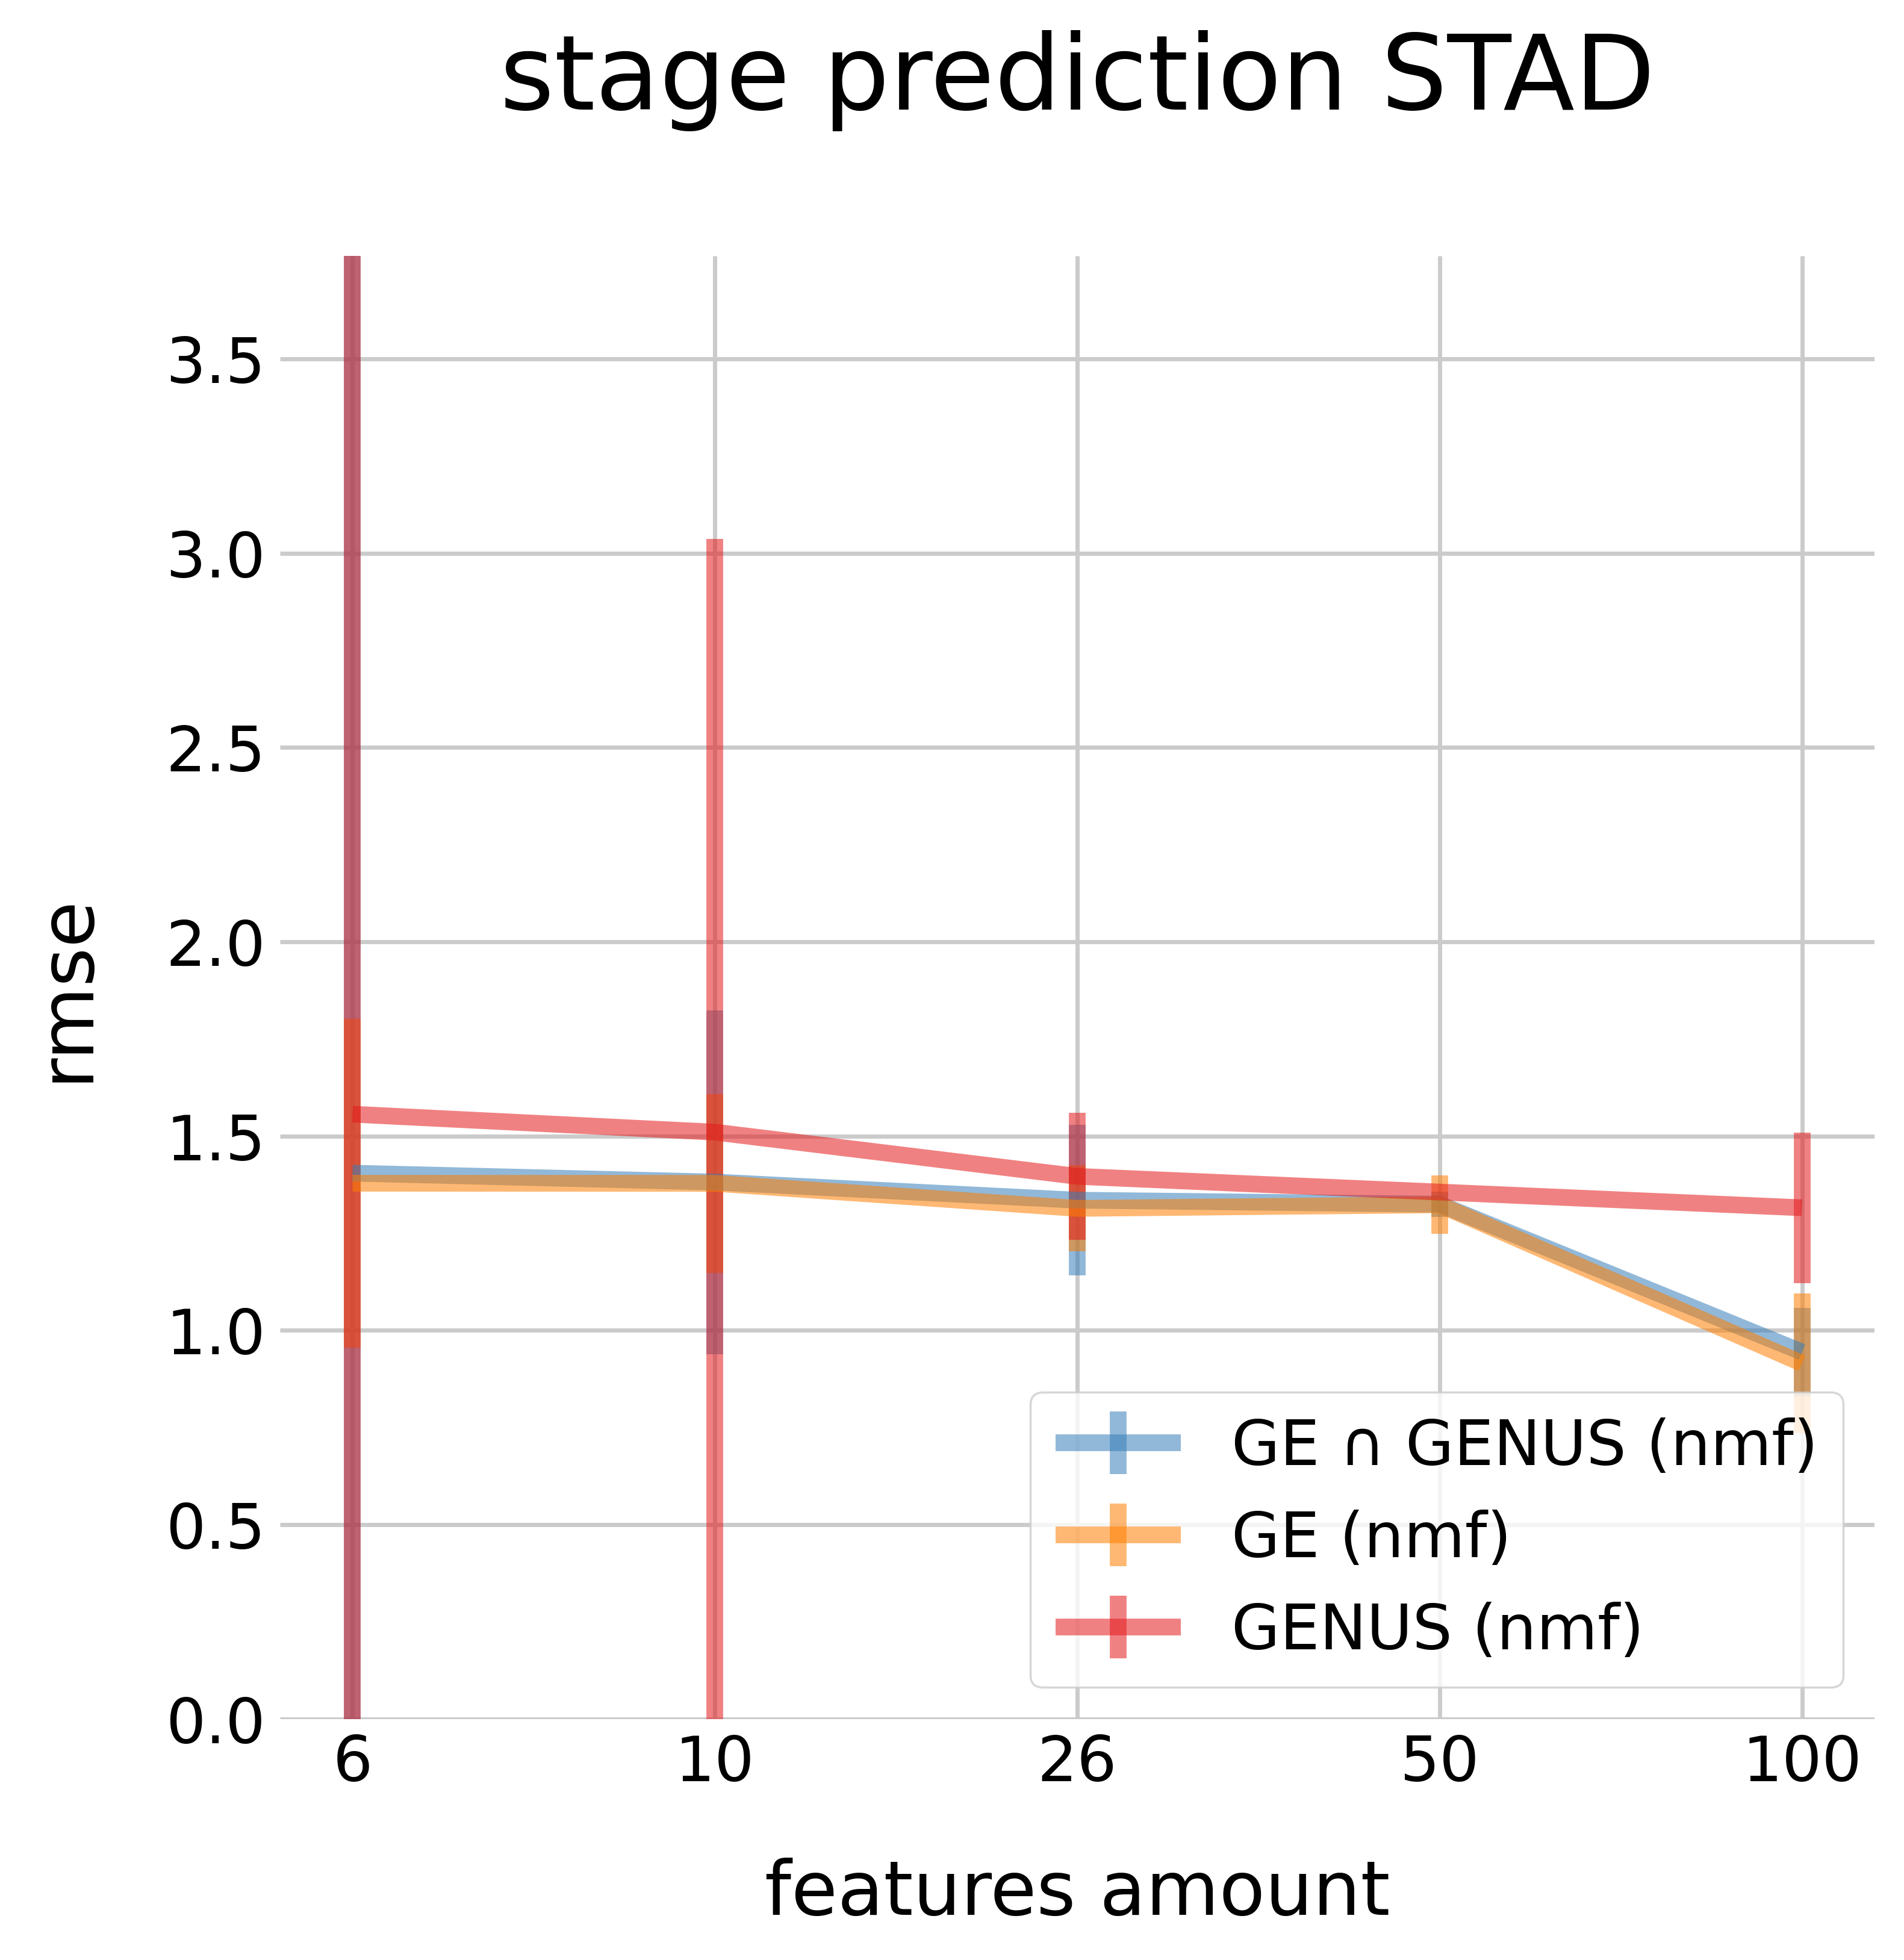 stage prediction STAD
3.5
3.0
2.5
2.0
1.5
1.0
0.5
0.0
rmse
GE ∩ GENUS (nmf)
GE (nmf)
GENUS (nmf)
6 10 26 50 100
features amount